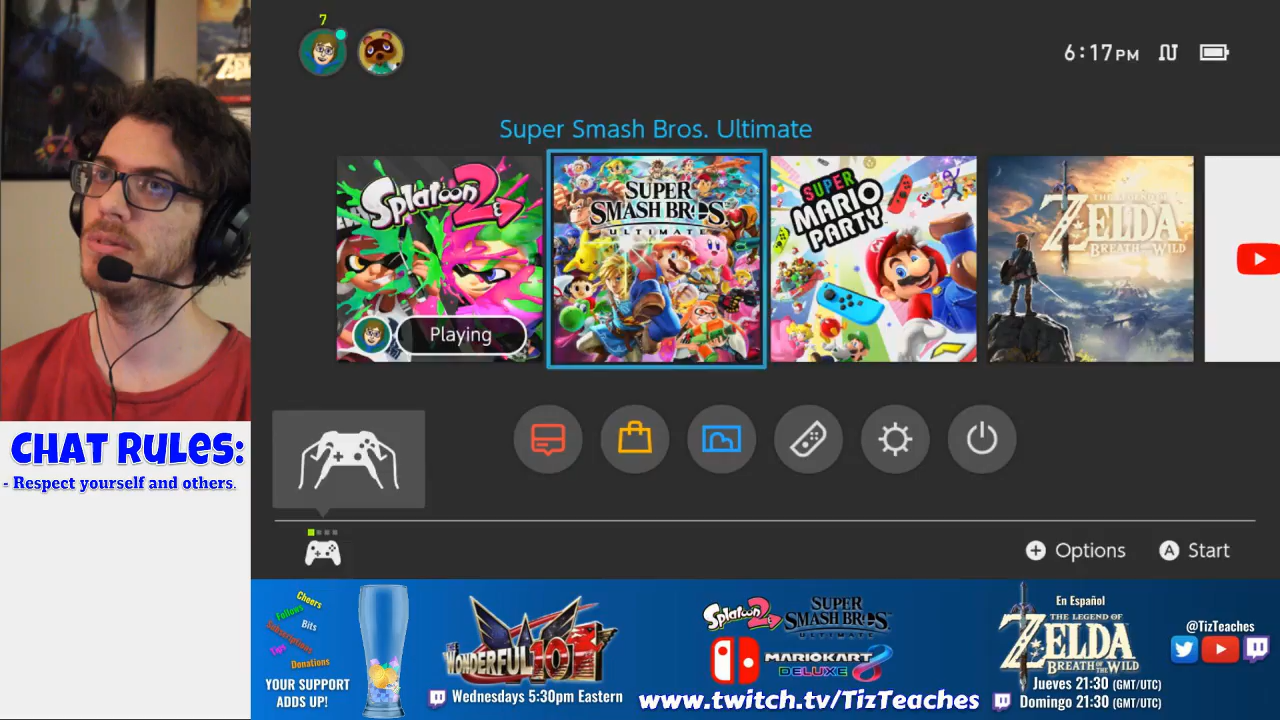 7
6:17PM
Super Smash Bros. Ultimate
Splatoon 2
Playing
SUPER
SMASH BROS.
ULTIMATE
SUPER
MARIO
PARTY
THE LEGEND OF
ZELDA
BREATH OF THE WILD
CHAT RULES:
- Respect yourself and others.
Options
A Start
Cheers
Follows
Bits
Subscriptions
Tips
Donations
YOUR SUPPORT
ADDS UP!
THE WONDERFUL 101
Wednesdays 5:30pm Eastern
Splatoon 2
SUPER
SMASH BROS.
ULTIMATE
MARIOKART 8
DELUXE
www.twitch.tv/TizTeaches
En Español
THE LEGEND OF
ZELDA
BREATH OF THE WILD
Jueves 21:30 (GMT/UTC)
Domingo 21:30 (GMT/UTC)
@TizTeaches